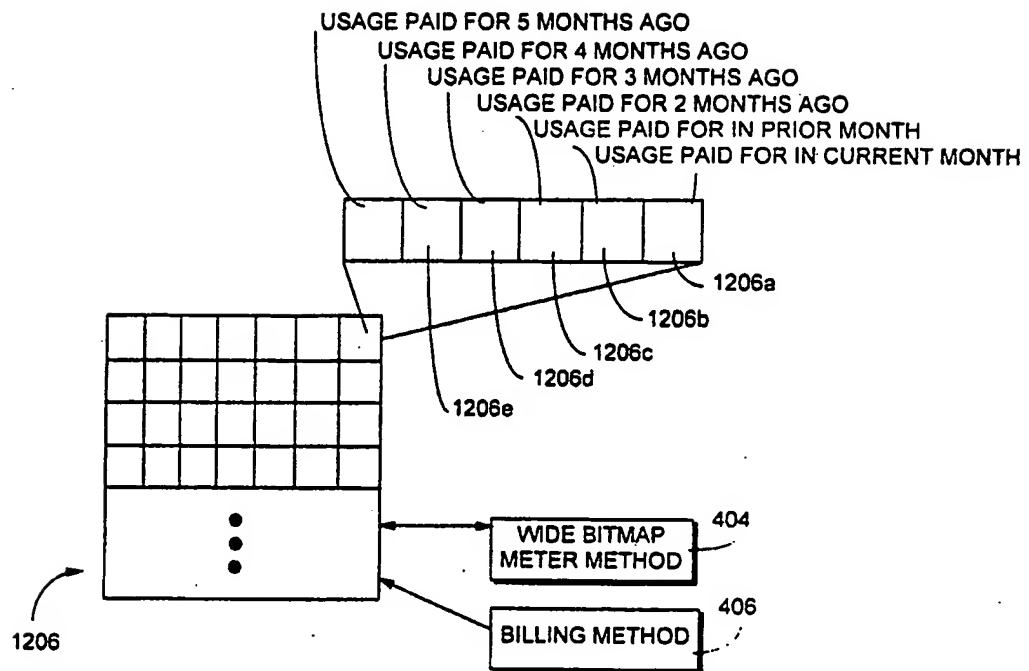 USAGE PAID FOR 5 MONTHS AGO
USAGE PAID FOR 4 MONTHS AGO
USAGE PAID FOR 3 MONTHS AGO
USAGE PAID FOR 2 MONTHS AGO
USAGE PAID FOR IN PRIOR MONTH
USAGE PAID FOR IN CURRENT MONTH
1206a
1206b
1206c
1206d
1206e
404
WIDE BITMAP
METER METHOD
406
BILLING METHOD
1206